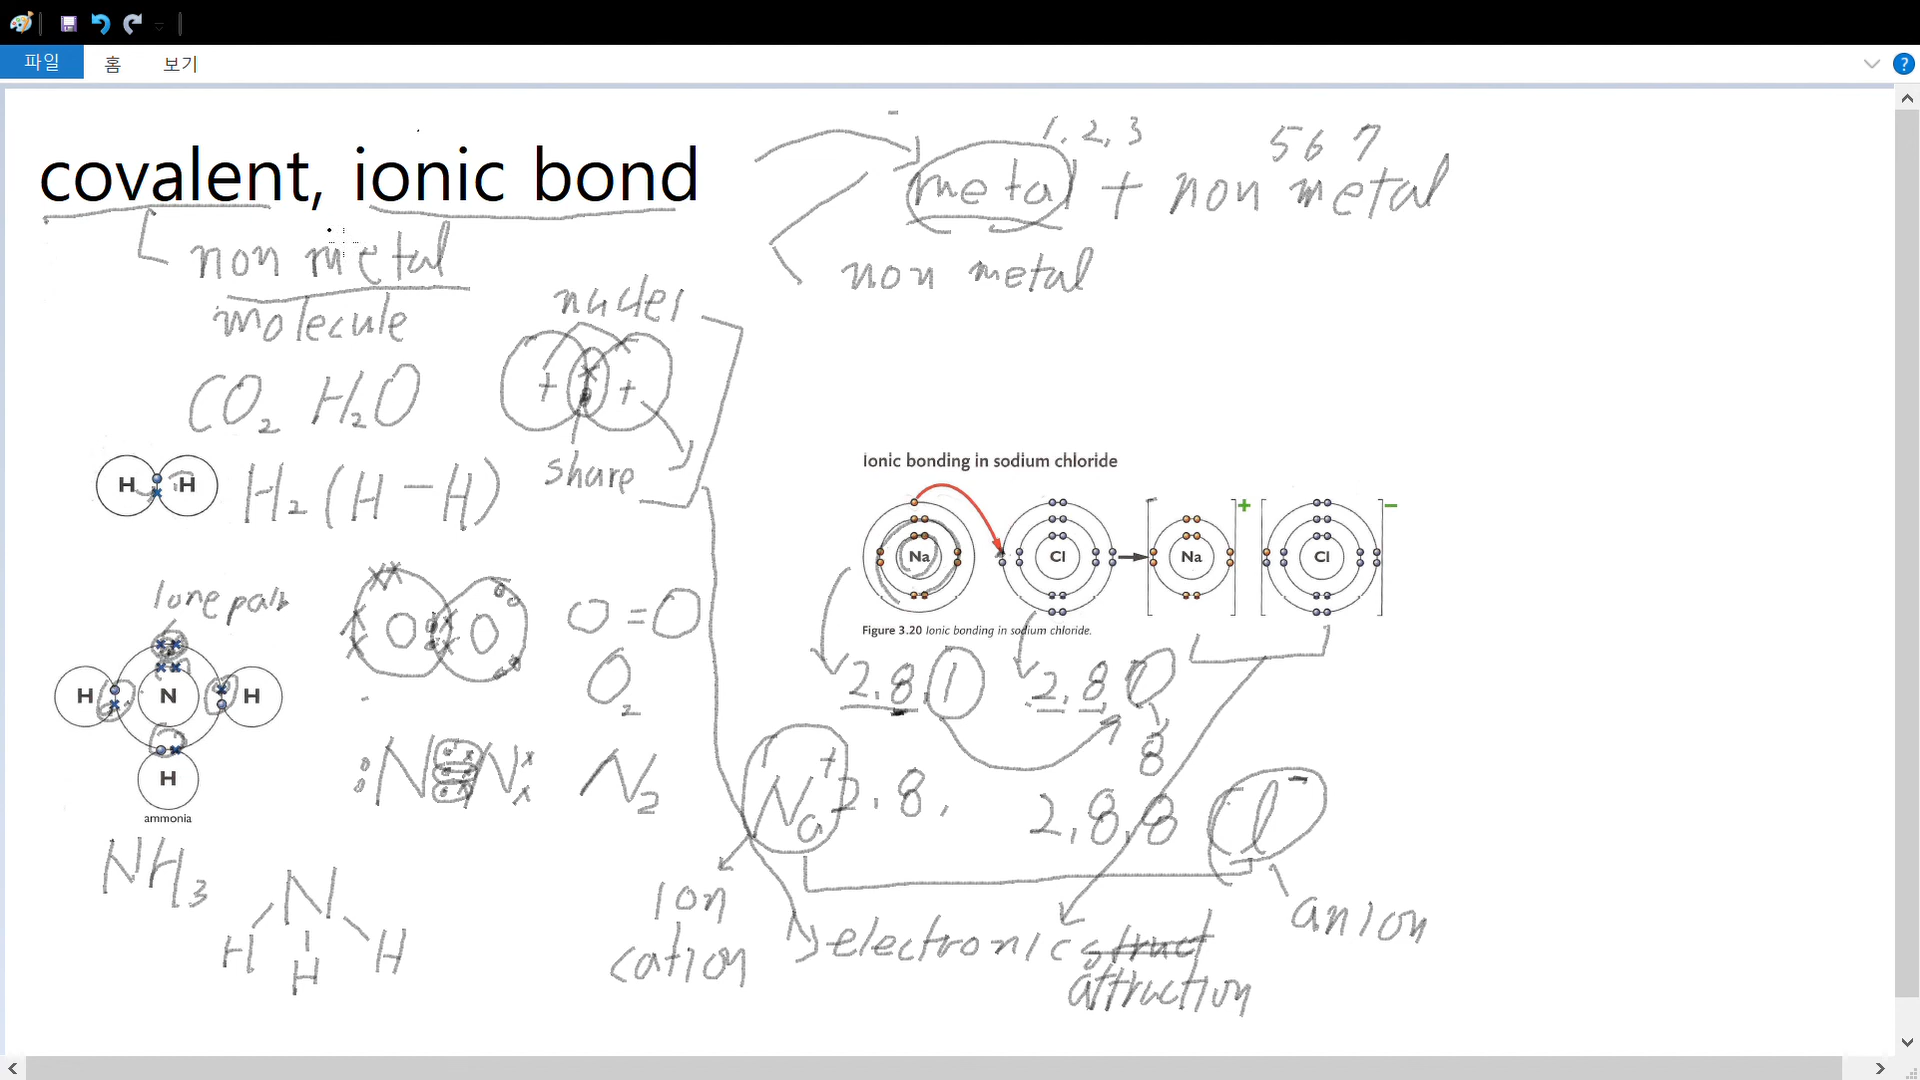 파일 홈 보기
covalent, ionic bond
1, 2, 3
5 6 7
metal + non metal
non metal
non metal
molecule
nuclei
CO2 H2O
share
H H
H2 (H-H)
Ionic bonding in sodium chloride
Na Cl Na + Cl -
Figure 3.20 Ionic bonding in sodium chloride.
lone pair
O O
O=O
O2
H N H
H
ammonia
N N
N2
2.8.1
2.8.
8
Na+ 2.8,
2,8,8 Cl-
NH3
N
H H H
Ion
cation
anion
electronic struct
attraction